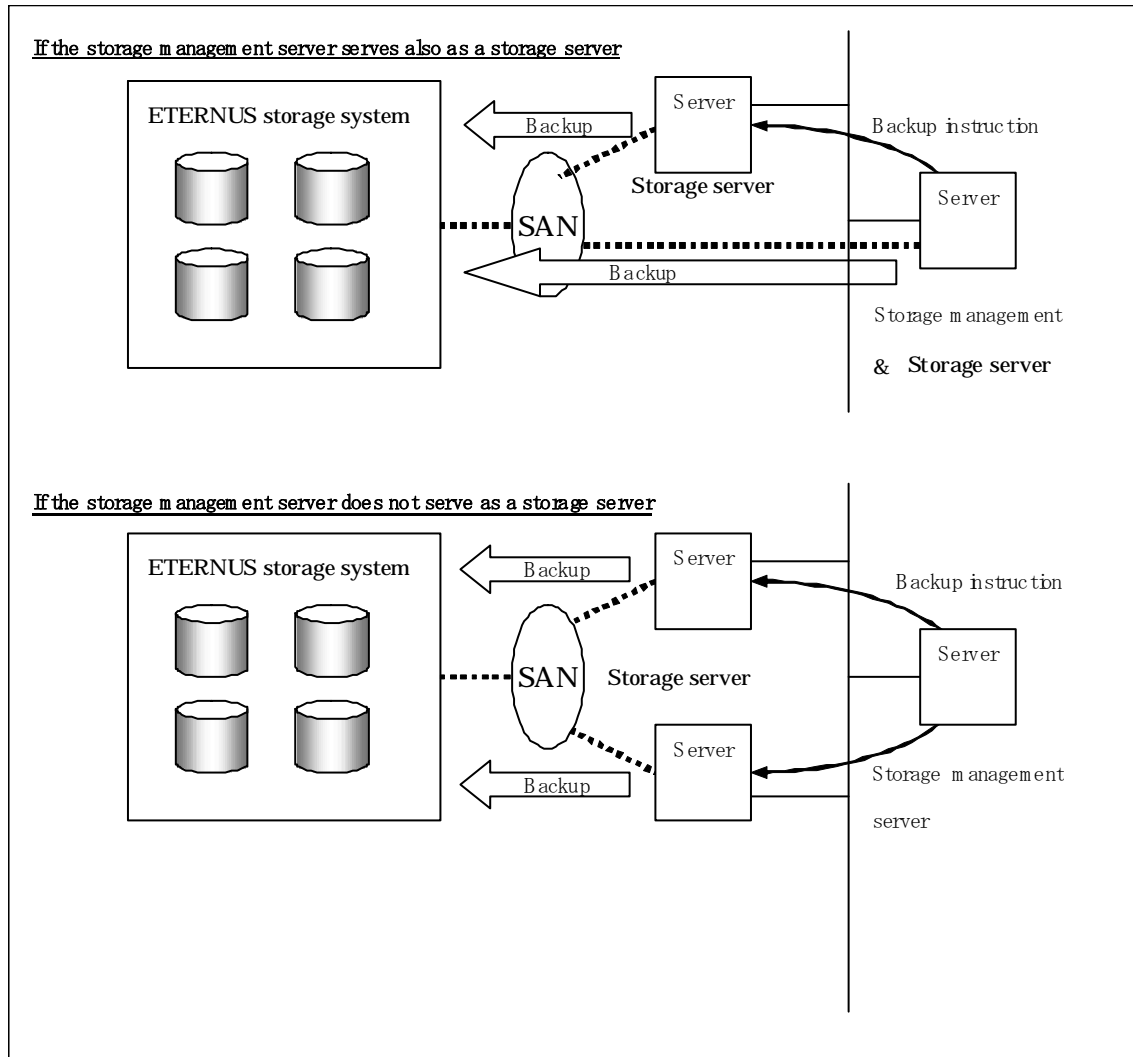 If the storage management server serves also as a storage server
ETERNUS storage system
Backup
Server
Backup instruction
Storage server
Server
SAN
Backup
Storage management
& Storage server
If the storage management server does not serve as a storage server
ETERNUS storage system
Backup
Server
Backup instruction
Server
SAN
Storage server
Server
Backup
Storage management
server